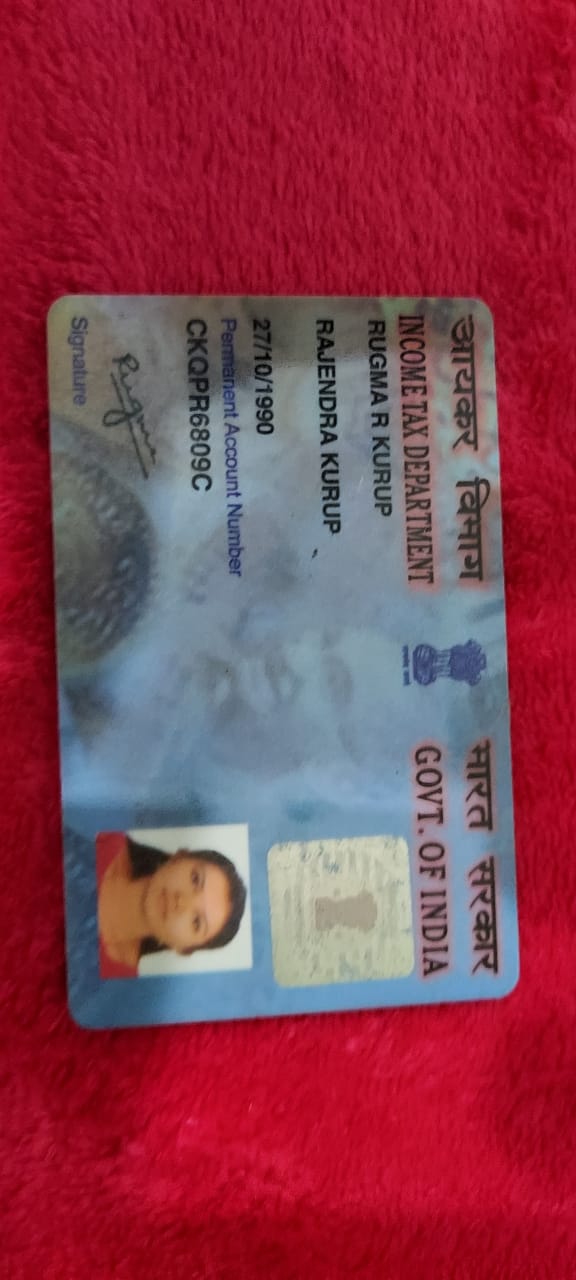 आयकर विभाग
INCOME TAX DEPARTMENT
भारत सरकार
GOVT. OF INDIA
RUGMA R KURUP
RAJENDRA KURUP
27/10/1990
Permanent Account Number
CKQPR6809C
Rugma
Signature